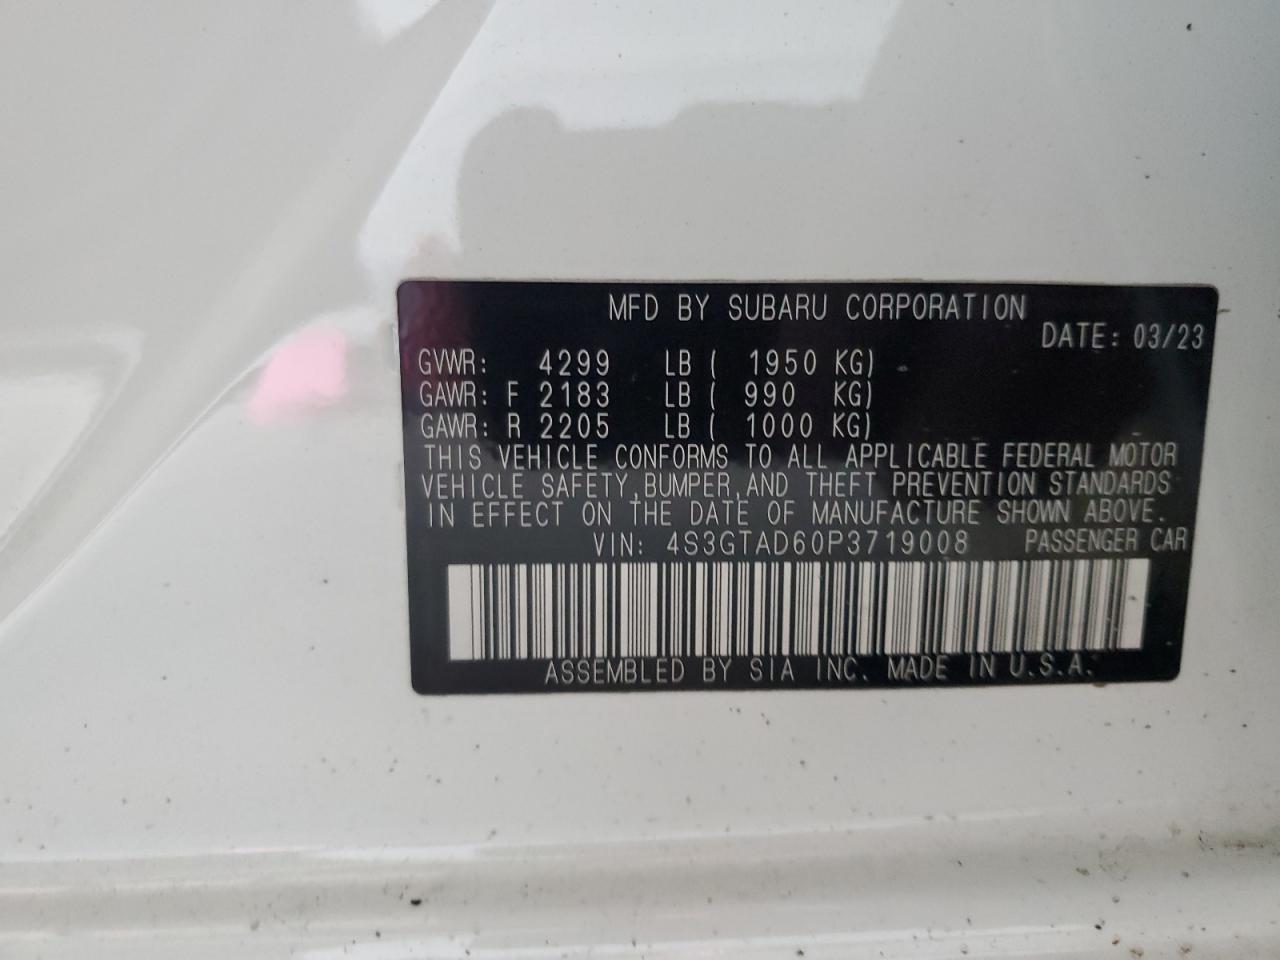 MFD BY SUBARU CORPORATION
DATE: 03/23
GVWR: 4299 LB ( 1950 KG)
GAWR: F 2183 LB ( 990 KG)
GAWR: R 2205 LB ( 1000 KG)
THIS VEHICLE CONFORMS TO ALL APPLICABLE FEDERAL MOTOR
VEHICLE SAFETY, BUMPER, AND THEFT PREVENTION STANDARDS
IN EFFECT ON THE DATE OF MANUFACTURE SHOWN ABOVE.
VIN: 4S3GTAD60P3719008 PASSENGER CAR
ASSEMBLED BY SIA INC. MADE IN U.S.A.